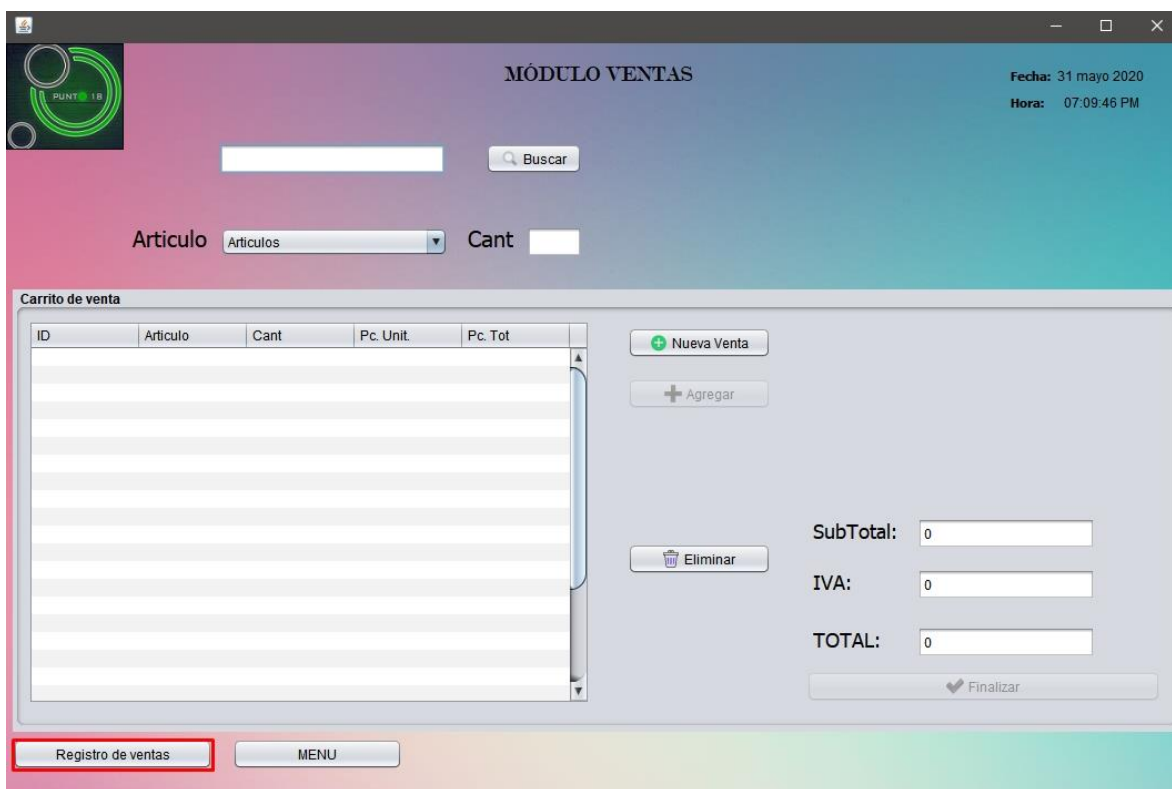 MÓDULO VENTAS
Fecha: 31 mayo 2020
Hora: 07:09:46 PM
PUNTO 18
Buscar
Articulo Articulos Cant
Carrito de venta
ID Articulo Cant Pc. Unit. Pc. Tot
Nueva Venta
Agregar
SubTotal: 0
Eliminar
IVA: 0
TOTAL: 0
Finalizar
Registro de ventas MENU